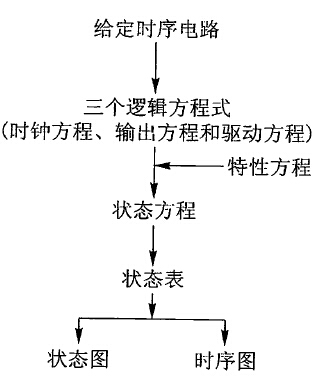 给定时序电路
三个逻辑方程式
(时钟方程、输出方程和驱动方程)
特性方程
状态方程
状态表
状态图
时序图